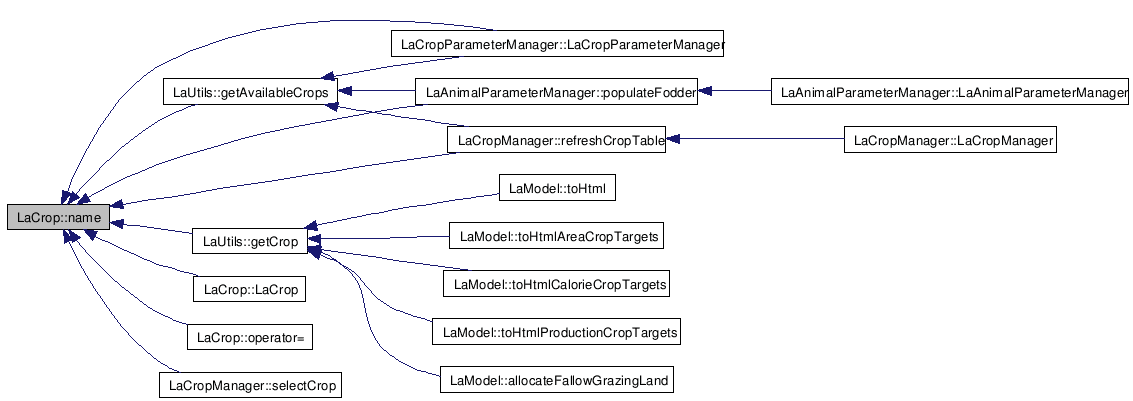 LaCropParameterManager::LaCropParameterManager
LaUtils::getAvailableCrops
LaAnimalParameterManager::populateFodder
LaAnimalParameterManager::LaAnimalParameterManager
LaCropManager::refreshCropTable
LaCropManager::LaCropManager
LaModel::toHtml
LaCrop::name
LaUtils::getCrop
LaModel::toHtmlAreaCropTargets
LaCrop::LaCrop
LaModel::toHtmlCalorieCropTargets
LaCrop::operator=
LaModel::toHtmlProductionCropTargets
LaCropManager::selectCrop
LaModel::allocateFallowGrazingLand